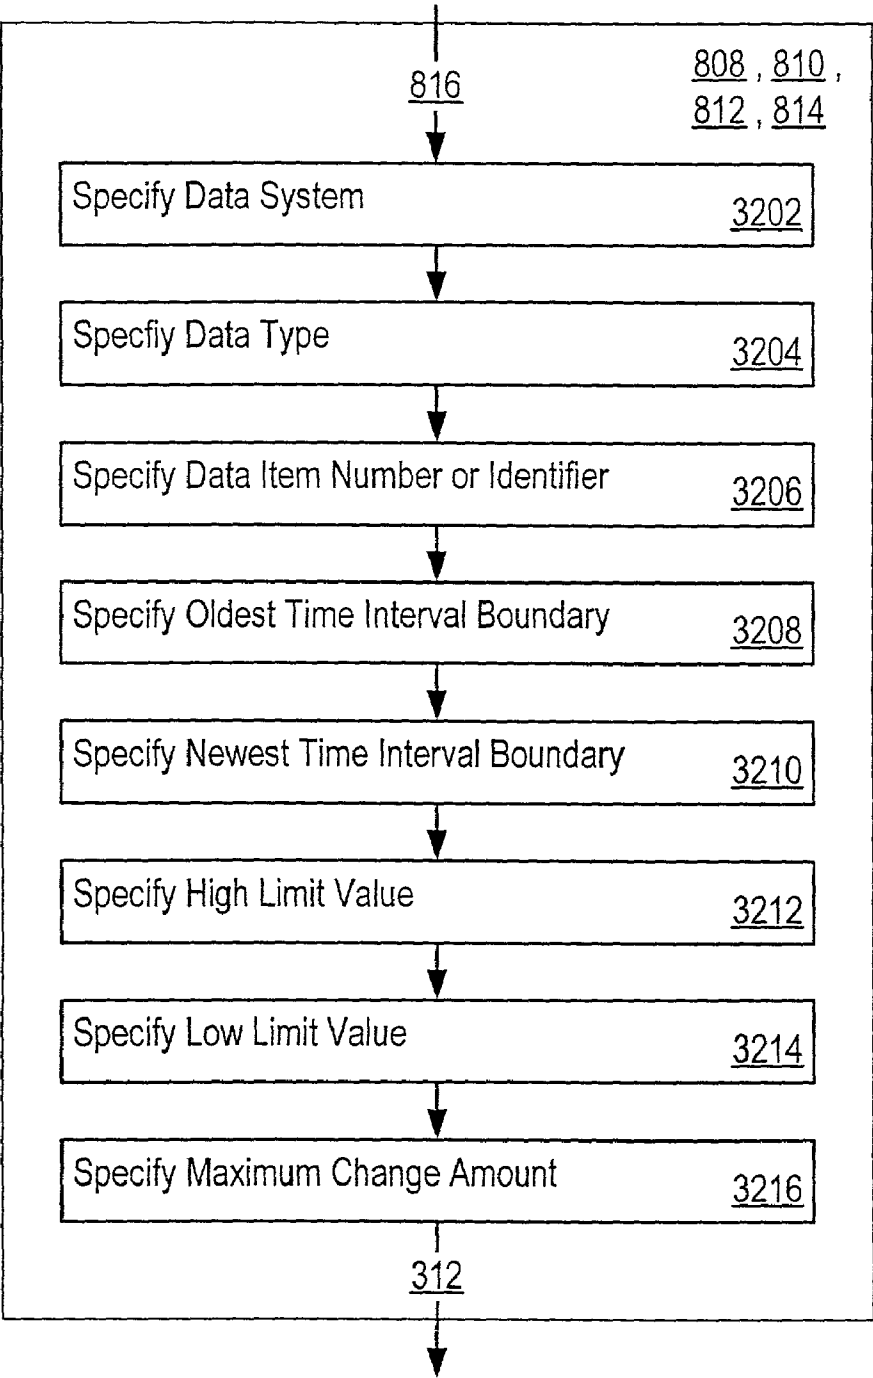 816
808 , 810 ,
812 , 814
Specify Data System 3202
Specfiy Data Type 3204
Specify Data Item Number or Identifier 3206
Specify Oldest Time Interval Boundary 3208
Specify Newest Time Interval Boundary 3210
Specify High Limit Value 3212
Specify Low Limit Value 3214
Specify Maximum Change Amount 3216
312